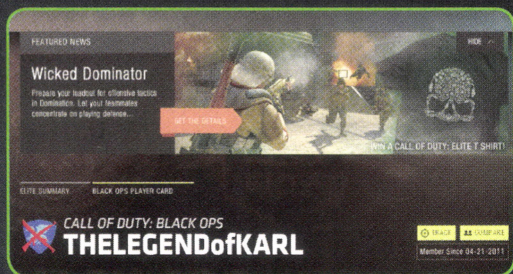 FEATURED NEWS
HIDE
Wicked Dominator
Prepare your loadout for offensive tactics
in Domination. Let your teammates
concentrate on playing defense...
GET THE DETAILS
WIN A CALL OF DUTY: ELITE T SHIRT!
ELITE SUMMARY
BLACK OPS PLAYER CARD
CALL OF DUTY: BLACK OPS
THELEGENDofKARL
COMPARE
Member Since 04-21-2011